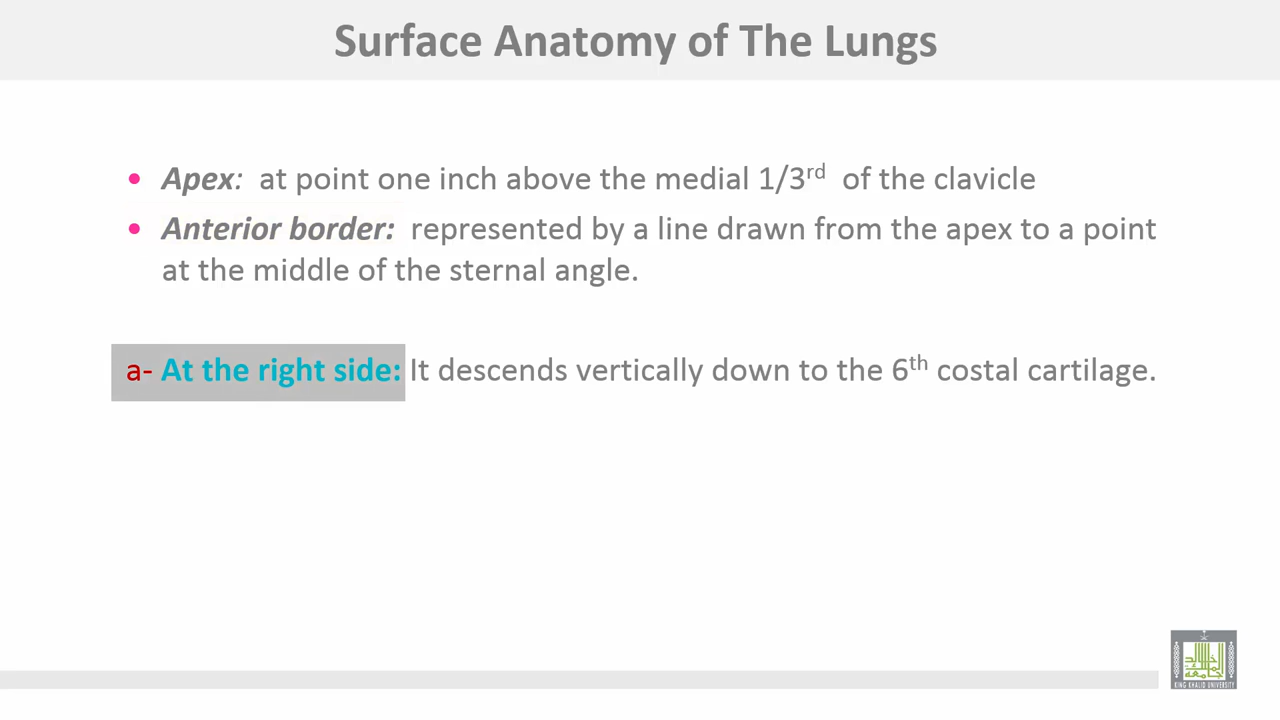 Surface Anatomy of The Lungs
• Apex: at point one inch above the medial 1/3rd of the clavicle
• Anterior border: represented by a line drawn from the apex to a point
at the middle of the sternal angle.
a- At the right side: It descends vertically down to the 6th costal cartilage.
KING KHALID UNIVERSITY